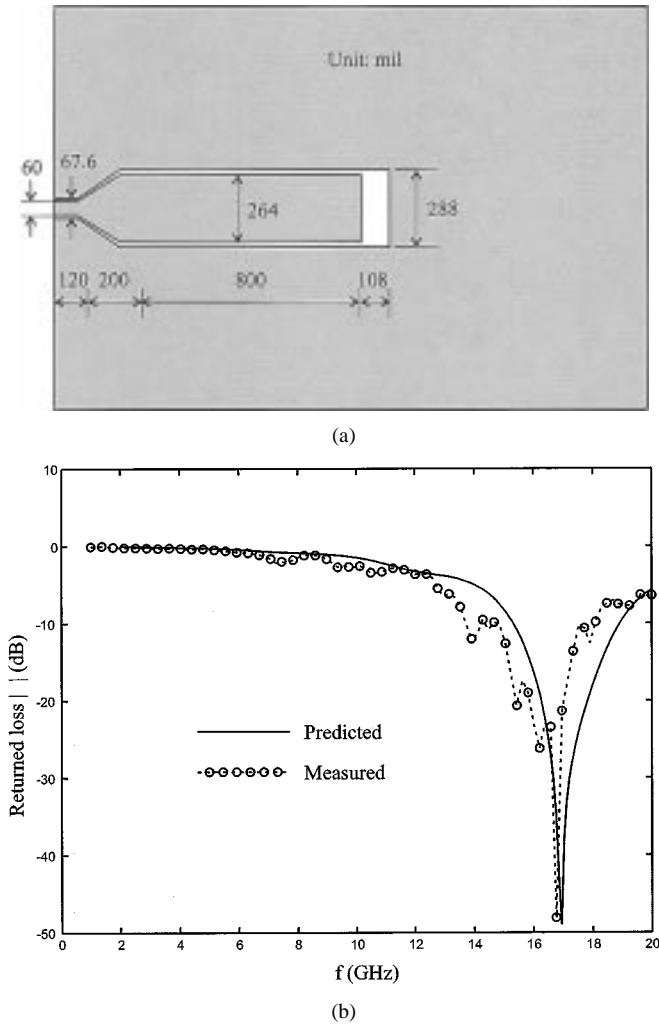 Unit: mil
60
67.6
264
288
120 200 800 108
(a)
10
0
-10
-20
-30
-40
-50
Returned loss | | (dB)
Predicted
Measured
0 2 4 6 8 10 12 14 16 18 20
f (GHz)
(b)